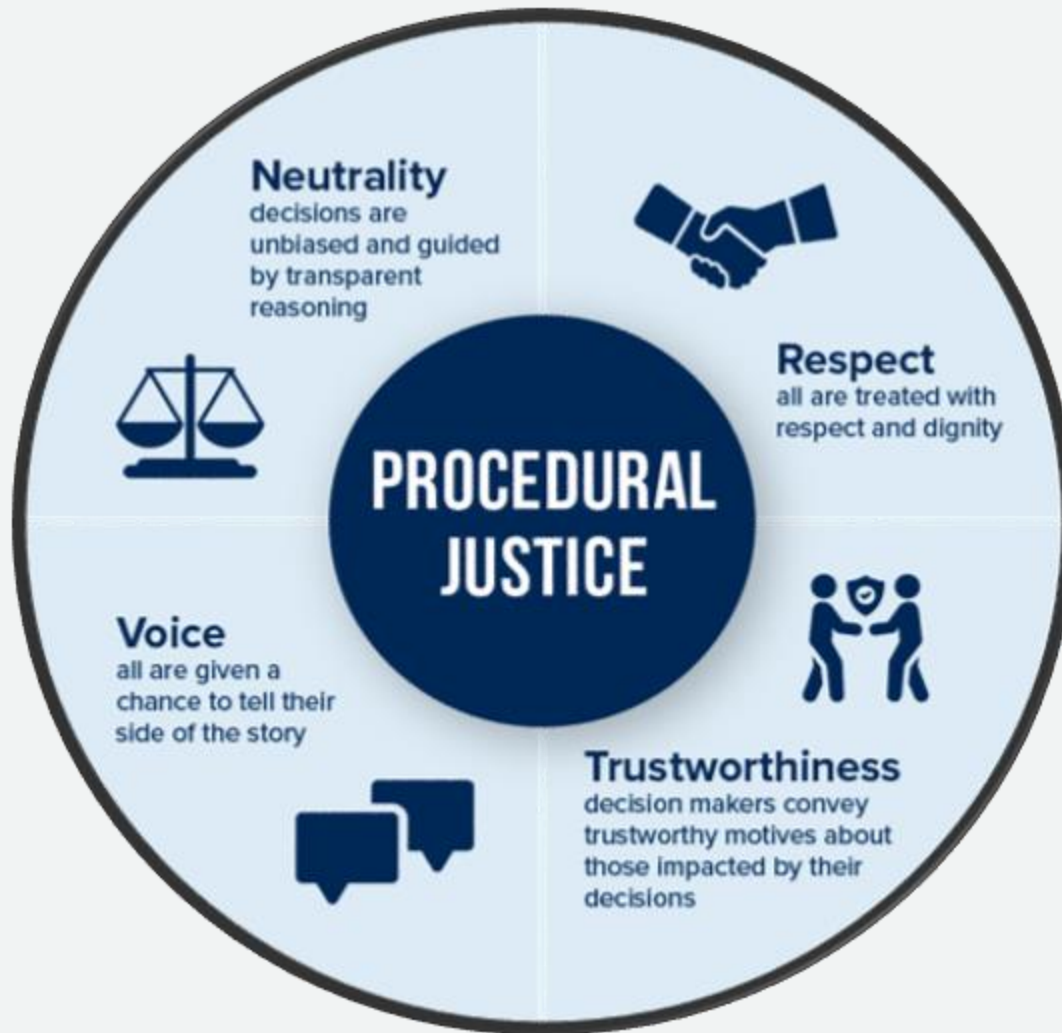 Neutrality
decisions are
unbiased and guided
by transparent
reasoning
Respect
all are treated with
respect and dignity
PROCEDURAL
JUSTICE
Voice
all are given a
chance to tell their
side of the story
Trustworthiness
decision makers convey
trustworthy motives about
those impacted by their
decisions